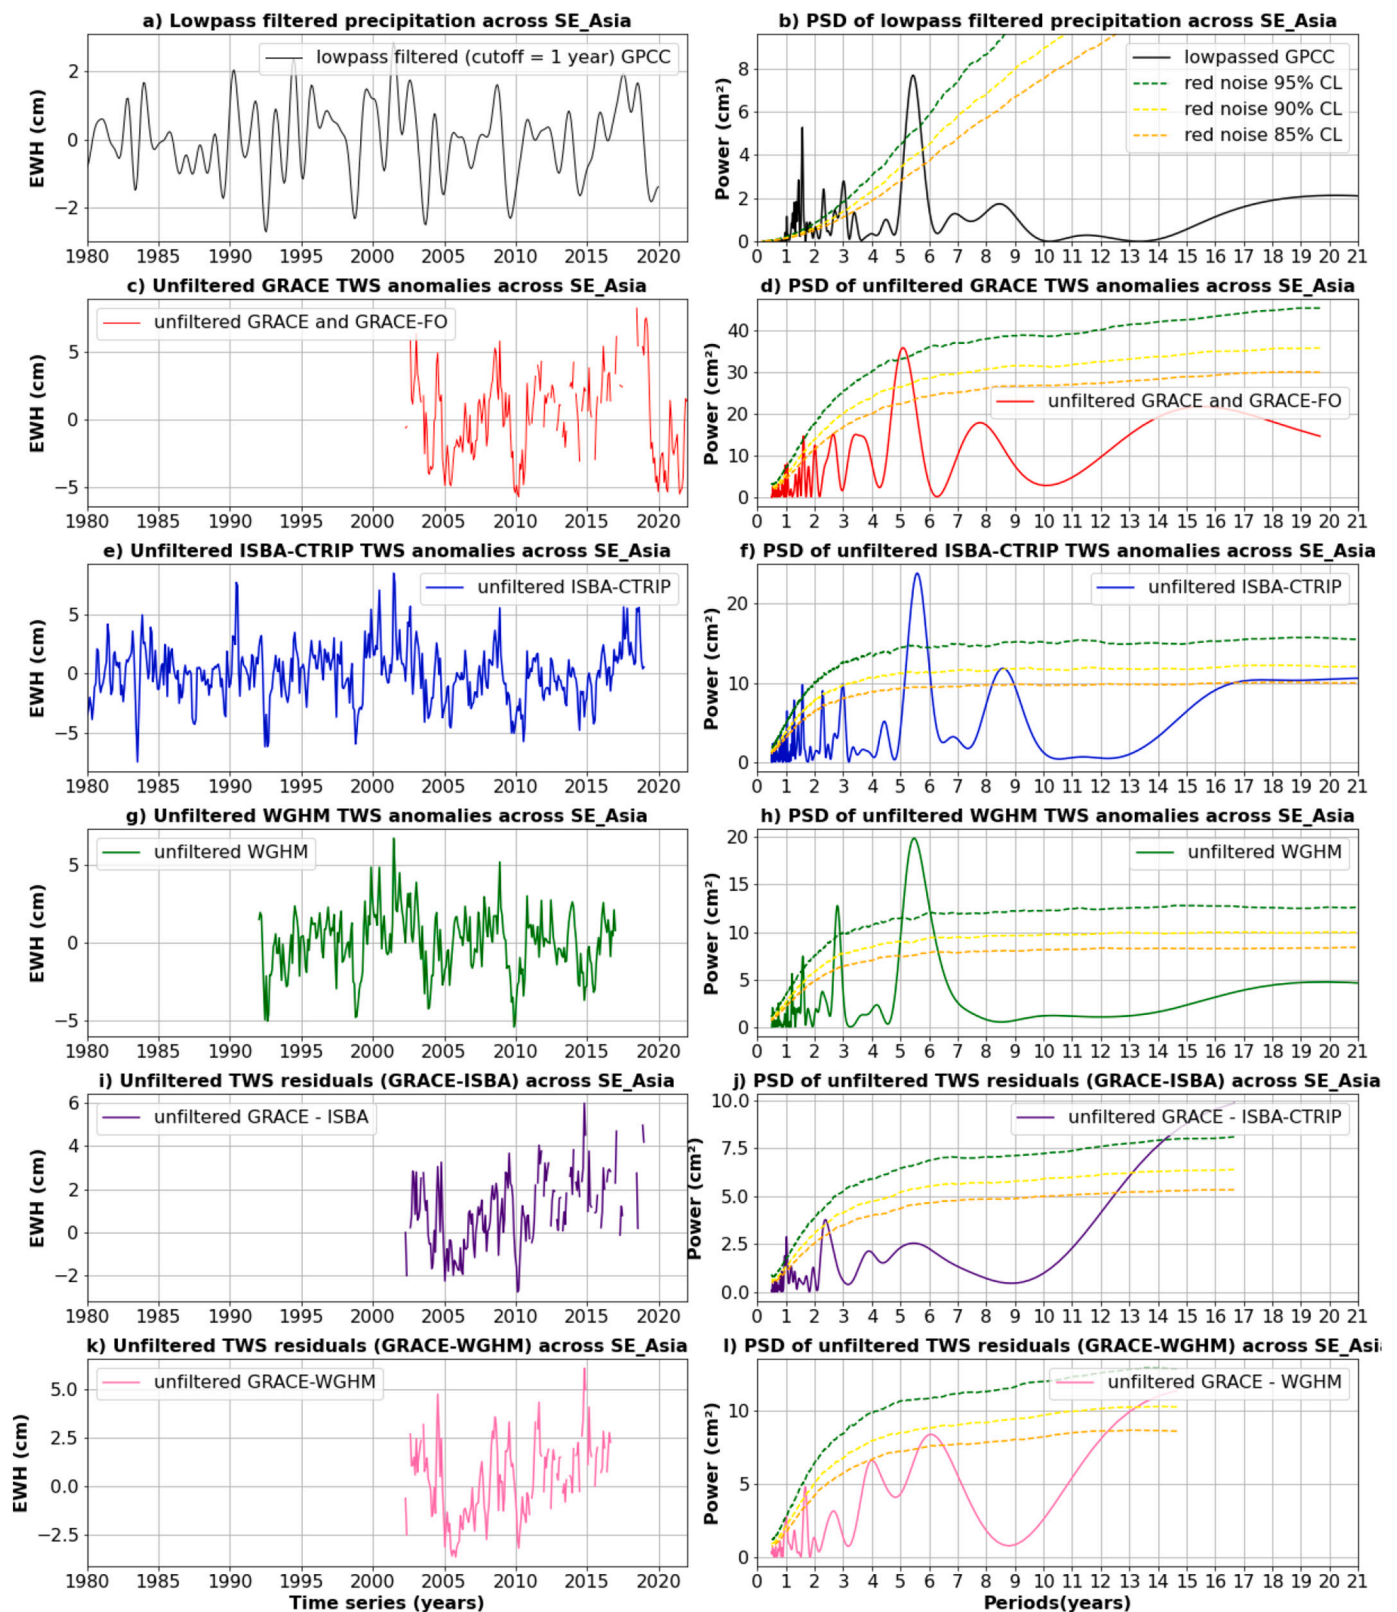 a) Lowpass filtered precipitation across SE_Asia
lowpass filtered (cutoff = 1 year) GPCC
EWH (cm)
2
0
−2
1980 1985 1990 1995 2000 2005 2010 2015 2020
b) PSD of lowpass filtered precipitation across SE_Asia
lowpassed GPCC
red noise 95% CL
red noise 90% CL
red noise 85% CL
Power (cm²)
8
6
4
2
0
0 1 2 3 4 5 6 7 8 9 10 11 12 13 14 15 16 17 18 19 20 21
c) Unfiltered GRACE TWS anomalies across SE_Asia
unfiltered GRACE and GRACE-FO
EWH (cm)
5
0
−5
1980 1985 1990 1995 2000 2005 2010 2015 2020
d) PSD of unfiltered GRACE TWS anomalies across SE_Asia
unfiltered GRACE and GRACE-FO
Power (cm²)
40
30
20
10
0
0 1 2 3 4 5 6 7 8 9 10 11 12 13 14 15 16 17 18 19 20 21
e) Unfiltered ISBA-CTRIP TWS anomalies across SE_Asia
unfiltered ISBA-CTRIP
EWH (cm)
5
0
−5
1980 1985 1990 1995 2000 2005 2010 2015 2020
f) PSD of unfiltered ISBA-CTRIP TWS anomalies across SE_Asia
unfiltered ISBA-CTRIP
Power (cm²)
20
10
0
0 1 2 3 4 5 6 7 8 9 10 11 12 13 14 15 16 17 18 19 20 21
g) Unfiltered WGHM TWS anomalies across SE_Asia
unfiltered WGHM
EWH (cm)
5
0
−5
1980 1985 1990 1995 2000 2005 2010 2015 2020
h) PSD of unfiltered WGHM TWS anomalies across SE_Asia
unfiltered WGHM
Power (cm²)
20
15
10
5
0
0 1 2 3 4 5 6 7 8 9 10 11 12 13 14 15 16 17 18 19 20 21
i) Unfiltered TWS residuals (GRACE-ISBA) across SE_Asia
unfiltered GRACE - ISBA
EWH (cm)
6
4
2
0
−2
1980 1985 1990 1995 2000 2005 2010 2015 2020
j) PSD of unfiltered TWS residuals (GRACE-ISBA) across SE_Asia
unfiltered GRACE - ISBA-CTRIP
Power (cm²)
10.0
7.5
5.0
2.5
0.0
0 1 2 3 4 5 6 7 8 9 10 11 12 13 14 15 16 17 18 19 20 21
k) Unfiltered TWS residuals (GRACE-WGHM) across SE_Asia
unfiltered GRACE-WGHM
EWH (cm)
5.0
2.5
0.0
−2.5
1980 1985 1990 1995 2000 2005 2010 2015 2020
Time series (years)
l) PSD of unfiltered TWS residuals (GRACE-WGHM) across SE_Asi
unfiltered GRACE - WGHM
Power (cm²)
10
5
0
0 1 2 3 4 5 6 7 8 9 10 11 12 13 14 15 16 17 18 19 20 21
Periods(years)